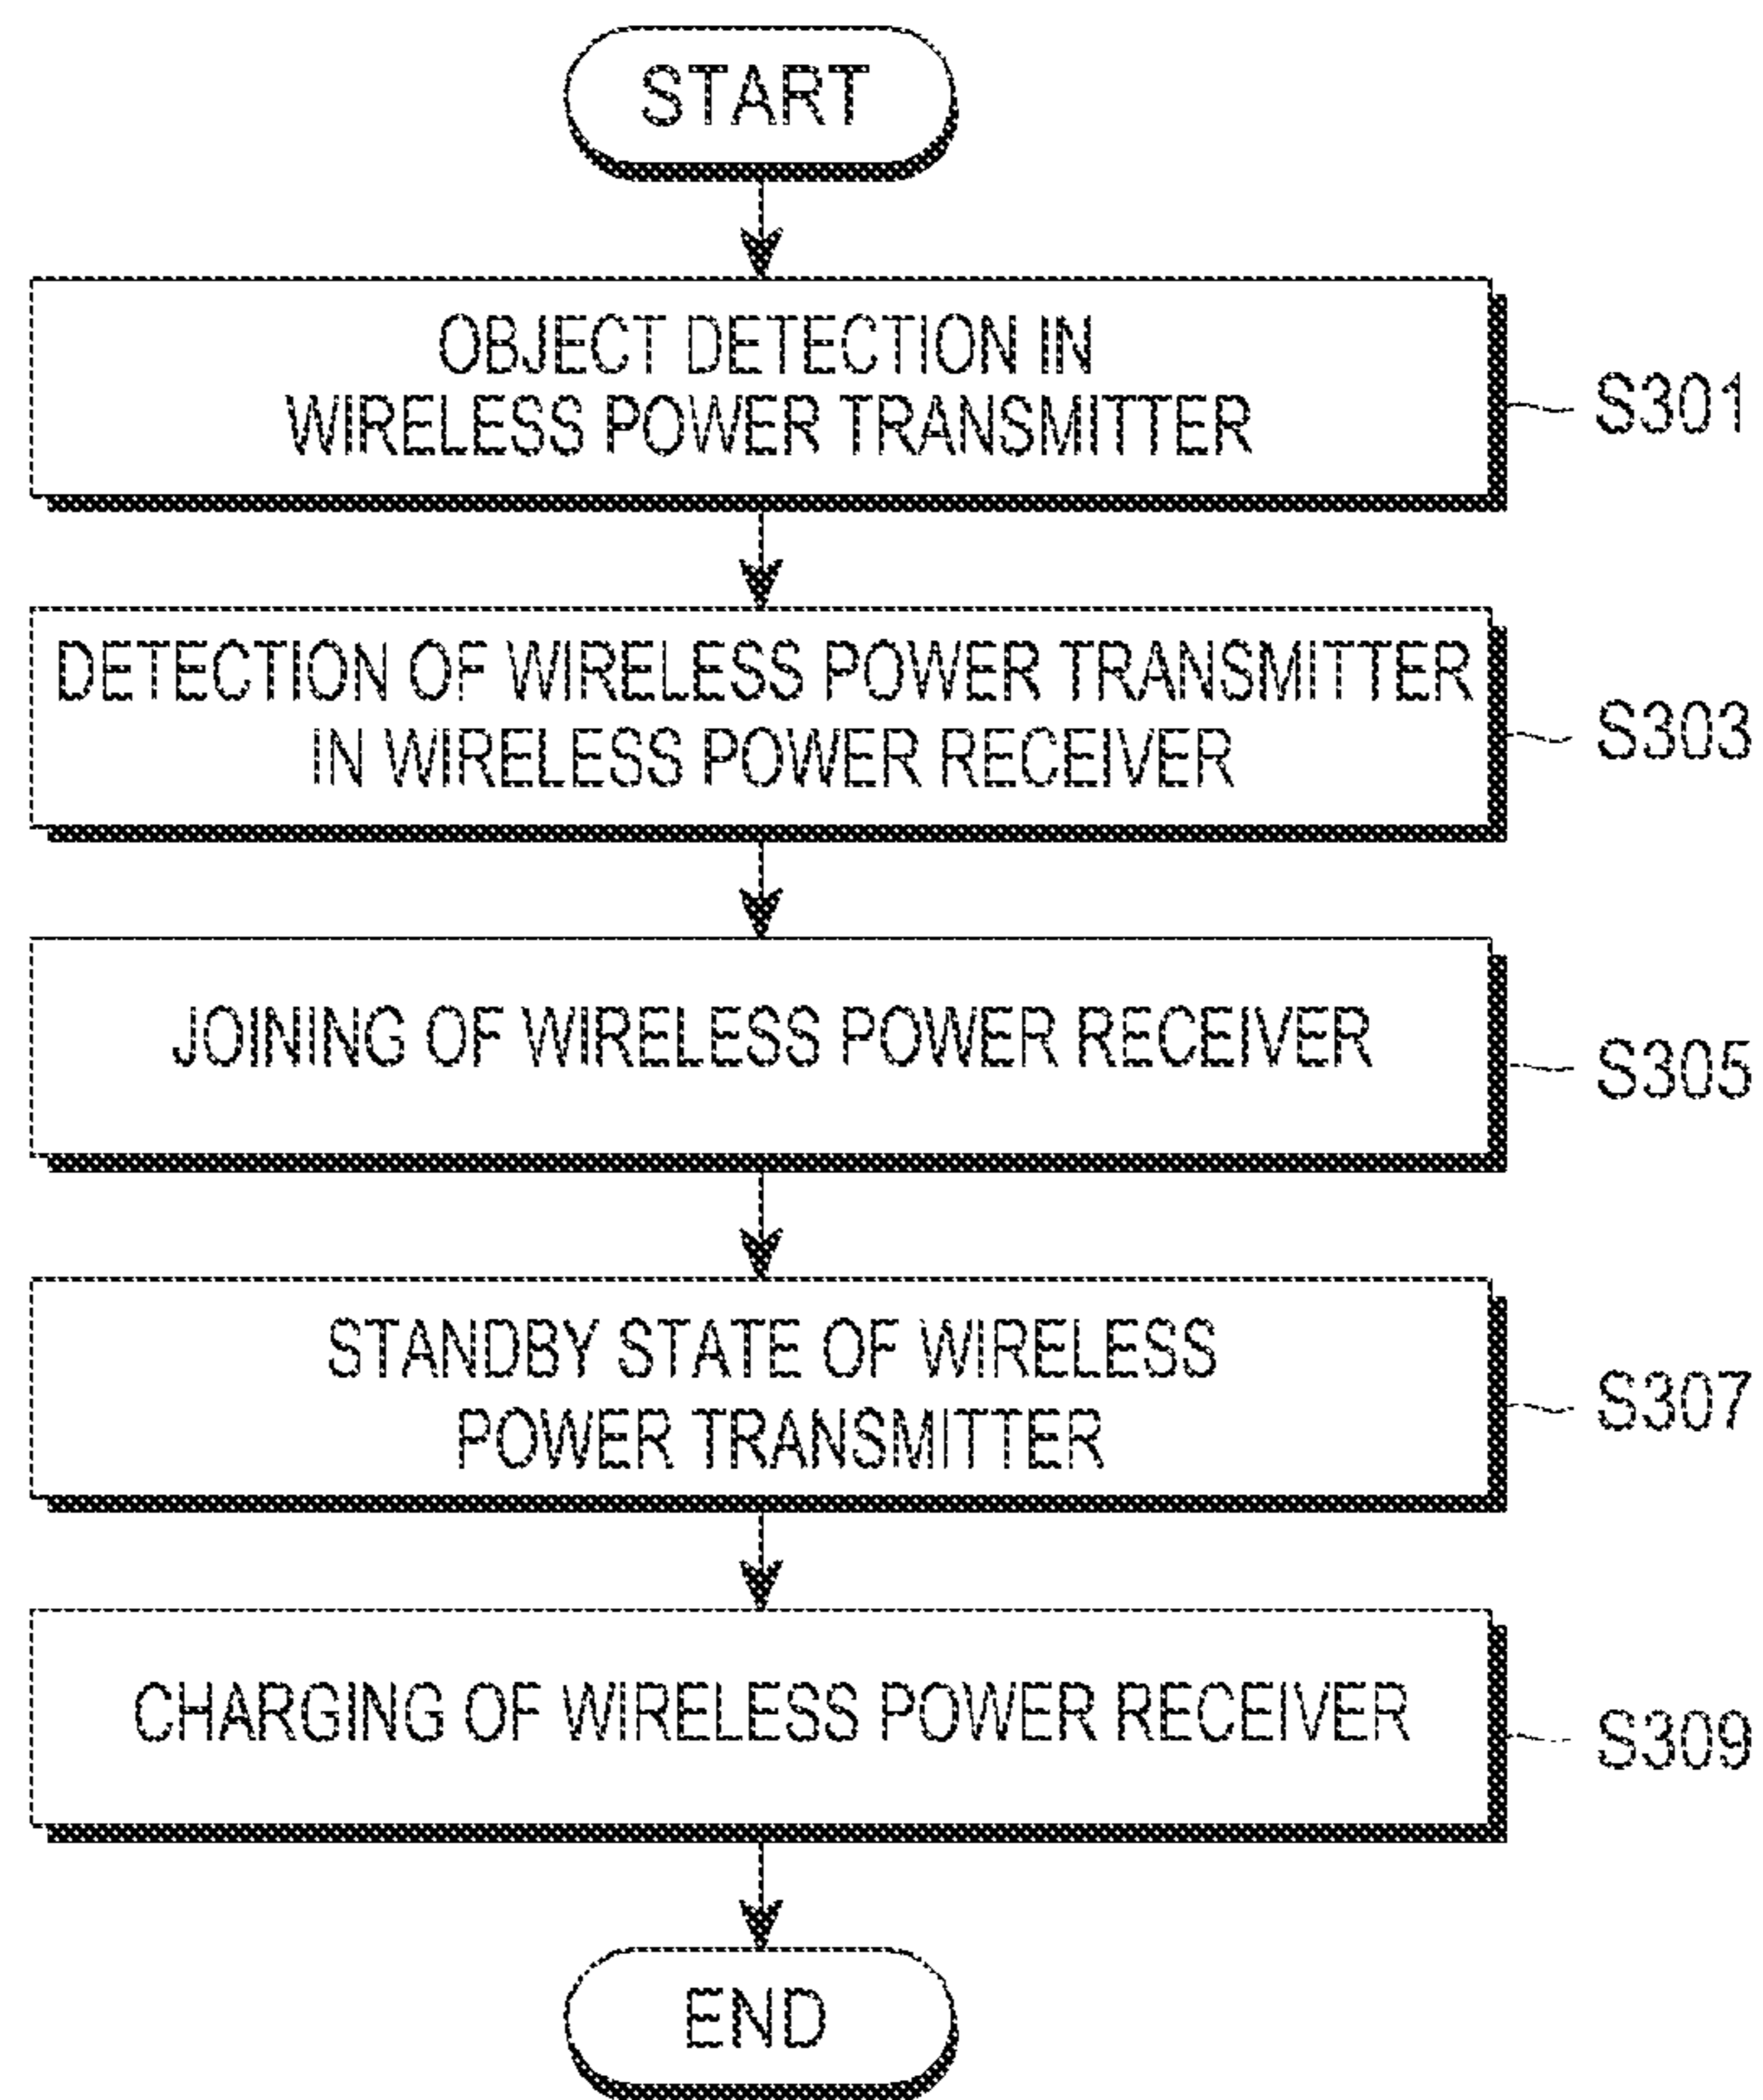 START
OBJECT DETECTION IN
WIRELESS POWER TRANSMITTER
S301
DETECTION OF WIRELESS POWER TRANSMITTER
IN WIRELESS POWER RECEIVER
S303
JOINING OF WIRELESS POWER RECEIVER
S305
STANDBY STATE OF WIRELESS
POWER TRANSMITTER
S307
CHARGING OF WIRELESS POWER RECEIVER
S309
END